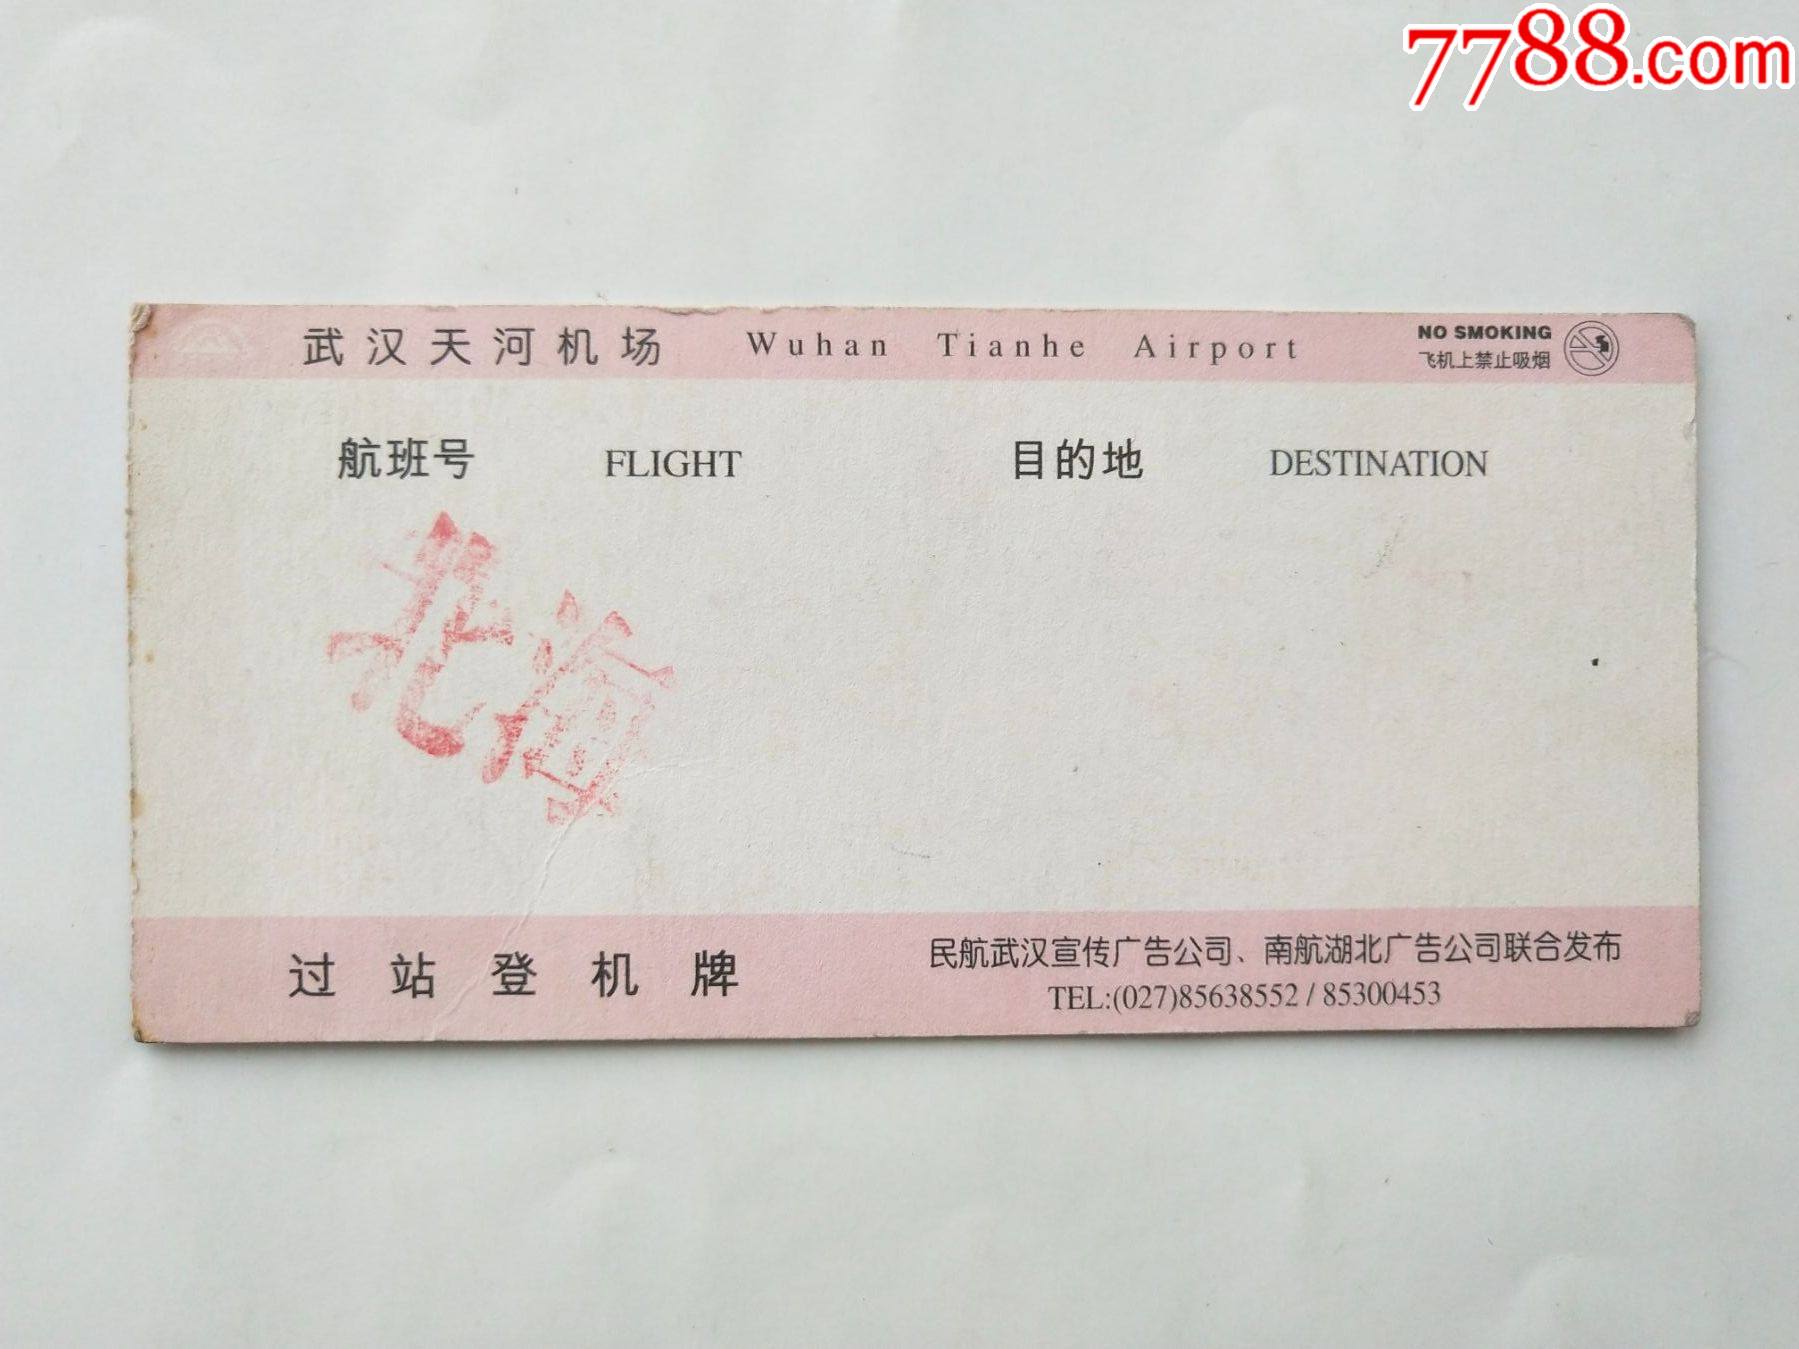 7788.com
武汉天河机场 Wuhan Tianhe Airport
NO SMOKING
飞机上禁止吸烟
航班号 FLIGHT 目的地 DESTINATION
北海
过站登机牌
民航武汉宣传广告公司、南航湖北广告公司联合发布
TEL:(027)85638552 / 85300453